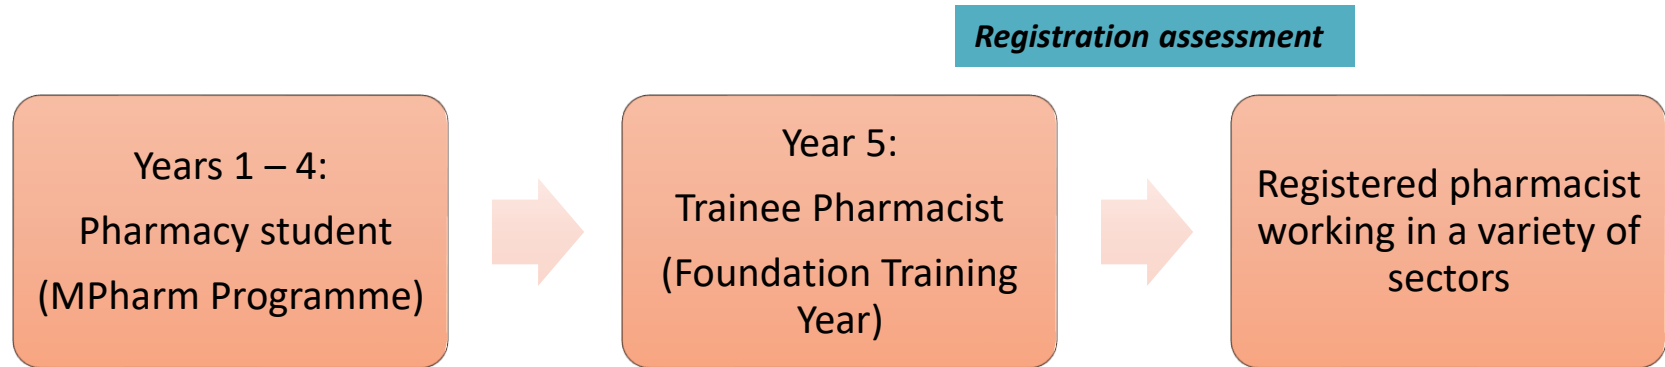 Registration assessment
Years 1 – 4:
Pharmacy student
(MPharm Programme)
Year 5:
Trainee Pharmacist
(Foundation Training
Year)
Registered pharmacist
working in a variety of
sectors